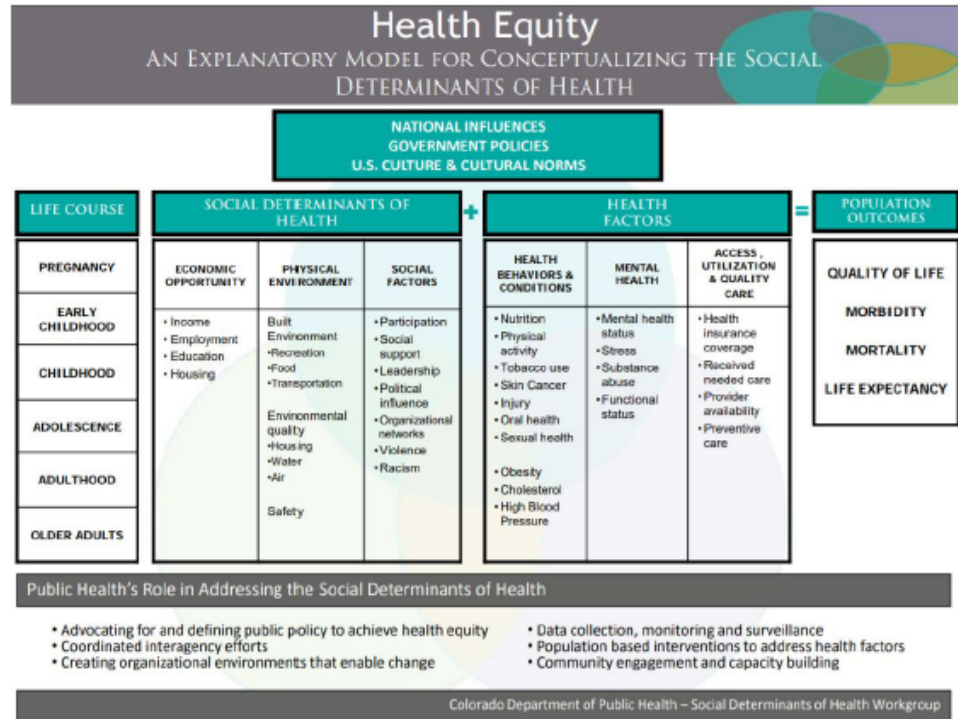 Health Equity
AN EXPLANATORY MODEL FOR CONCEPTUALIZING THE SOCIAL
DETERMINANTS OF HEALTH
NATIONAL INFLUENCES
GOVERNMENT POLICIES
U.S. CULTURE & CULTURAL NORMS
LIFE COURSE
PREGNANCY
EARLY
CHILDHOOD
CHILDHOOD
ADOLESCENCE
ADULTHOOD
OLDER ADULTS
SOCIAL DETERMINANTS OF
HEALTH
ECONOMIC
OPPORTUNITY
• Income
• Employment
• Education
• Housing
PHYSICAL
ENVIRONMENT
Built
Environment
•Recreation
•Food
•Transportation
Environmental
quality
•Housing
•Water
•Air
Safety
SOCIAL
FACTORS
•Participation
•Social
support
•Leadership
•Political
influence
•Organizational
networks
•Violence
•Racism
+
HEALTH
FACTORS
HEALTH
BEHAVIORS &
CONDITIONS
•Nutrition
•Physical
activity
•Tobacco use
•Skin Cancer
•Injury
•Oral health
•Sexual health
•Obesity
•Cholesterol
•High Blood
Pressure
MENTAL
HEALTH
•Mental health
status
•Stress
•Substance
abuse
•Functional
status
ACCESS,
UTILIZATION
& QUALITY
CARE
•Health
insurance
coverage
•Received
needed care
•Provider
availability
•Preventive
care
=
POPULATION
OUTCOMES
QUALITY OF LIFE
MORBIDITY
MORTALITY
LIFE EXPECTANCY
Public Health's Role in Addressing the Social Determinants of Health
• Advocating for and defining public policy to achieve health equity
• Coordinated interagency efforts
• Creating organizational environments that enable change
• Data collection, monitoring and surveillance
• Population based interventions to address health factors
• Community engagement and capacity building
Colorado Department of Public Health – Social Determinants of Health Workgroup